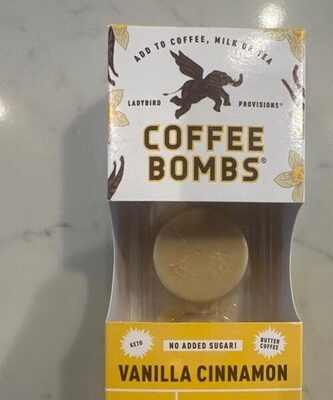 ADD TO COFFEE, MILK OR TEA
LADYBIRD PROVISIONS®
COFFEE
BOMBS®
KETO
NO ADDED SUGAR!
BUTTER
COFFEE
VANILLA CINNAMON